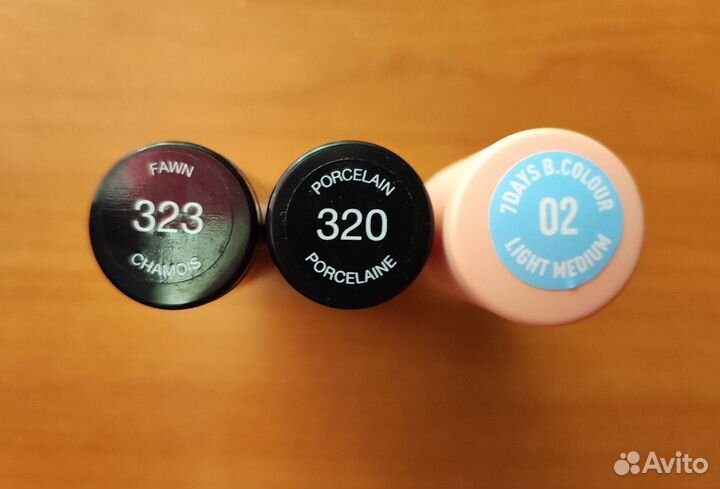 FAWN
323
CHAMOIS
PORCELAIN
320
PORCELAINE
7DAYS B.COLOUR
02
LIGHT MEDIUM
Avito